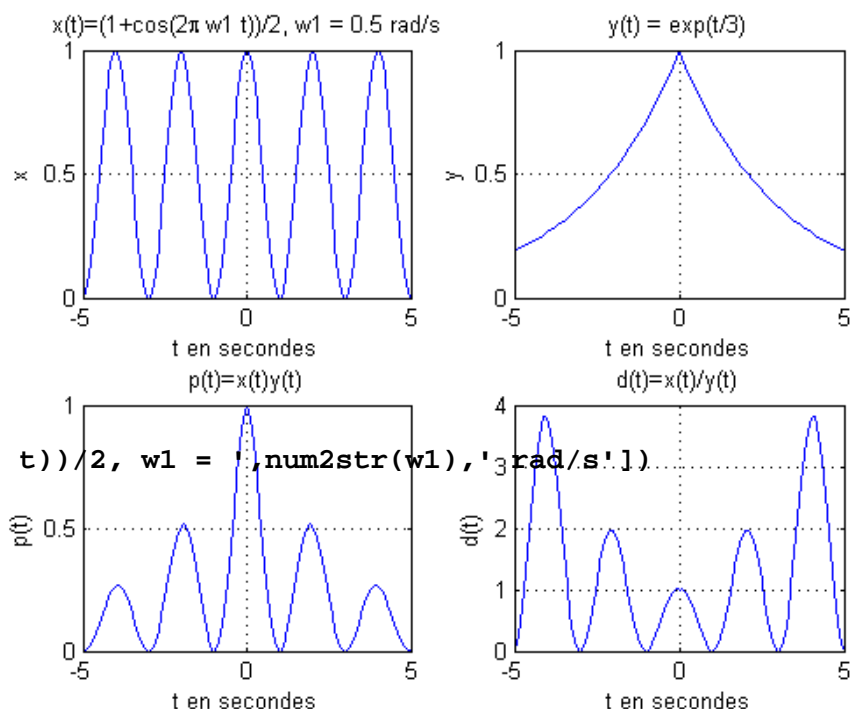 x(t)=(1+cos(2π w1 t))/2, w1 = 0.5 rad/s
y(t) = exp(t/3)
1
0.5
0
x
-5
0
5
t en secondes
1
0.5
0
y
-5
0
5
t en secondes
p(t)=x(t)y(t)
d(t)=x(t)/y(t)
t))/2, w1 = ',num2str(w1),' rad/s'])
1
0.5
0
p(t)
-5
0
5
t en secondes
4
3
2
1
0
d(t)
-5
0
5
t en secondes